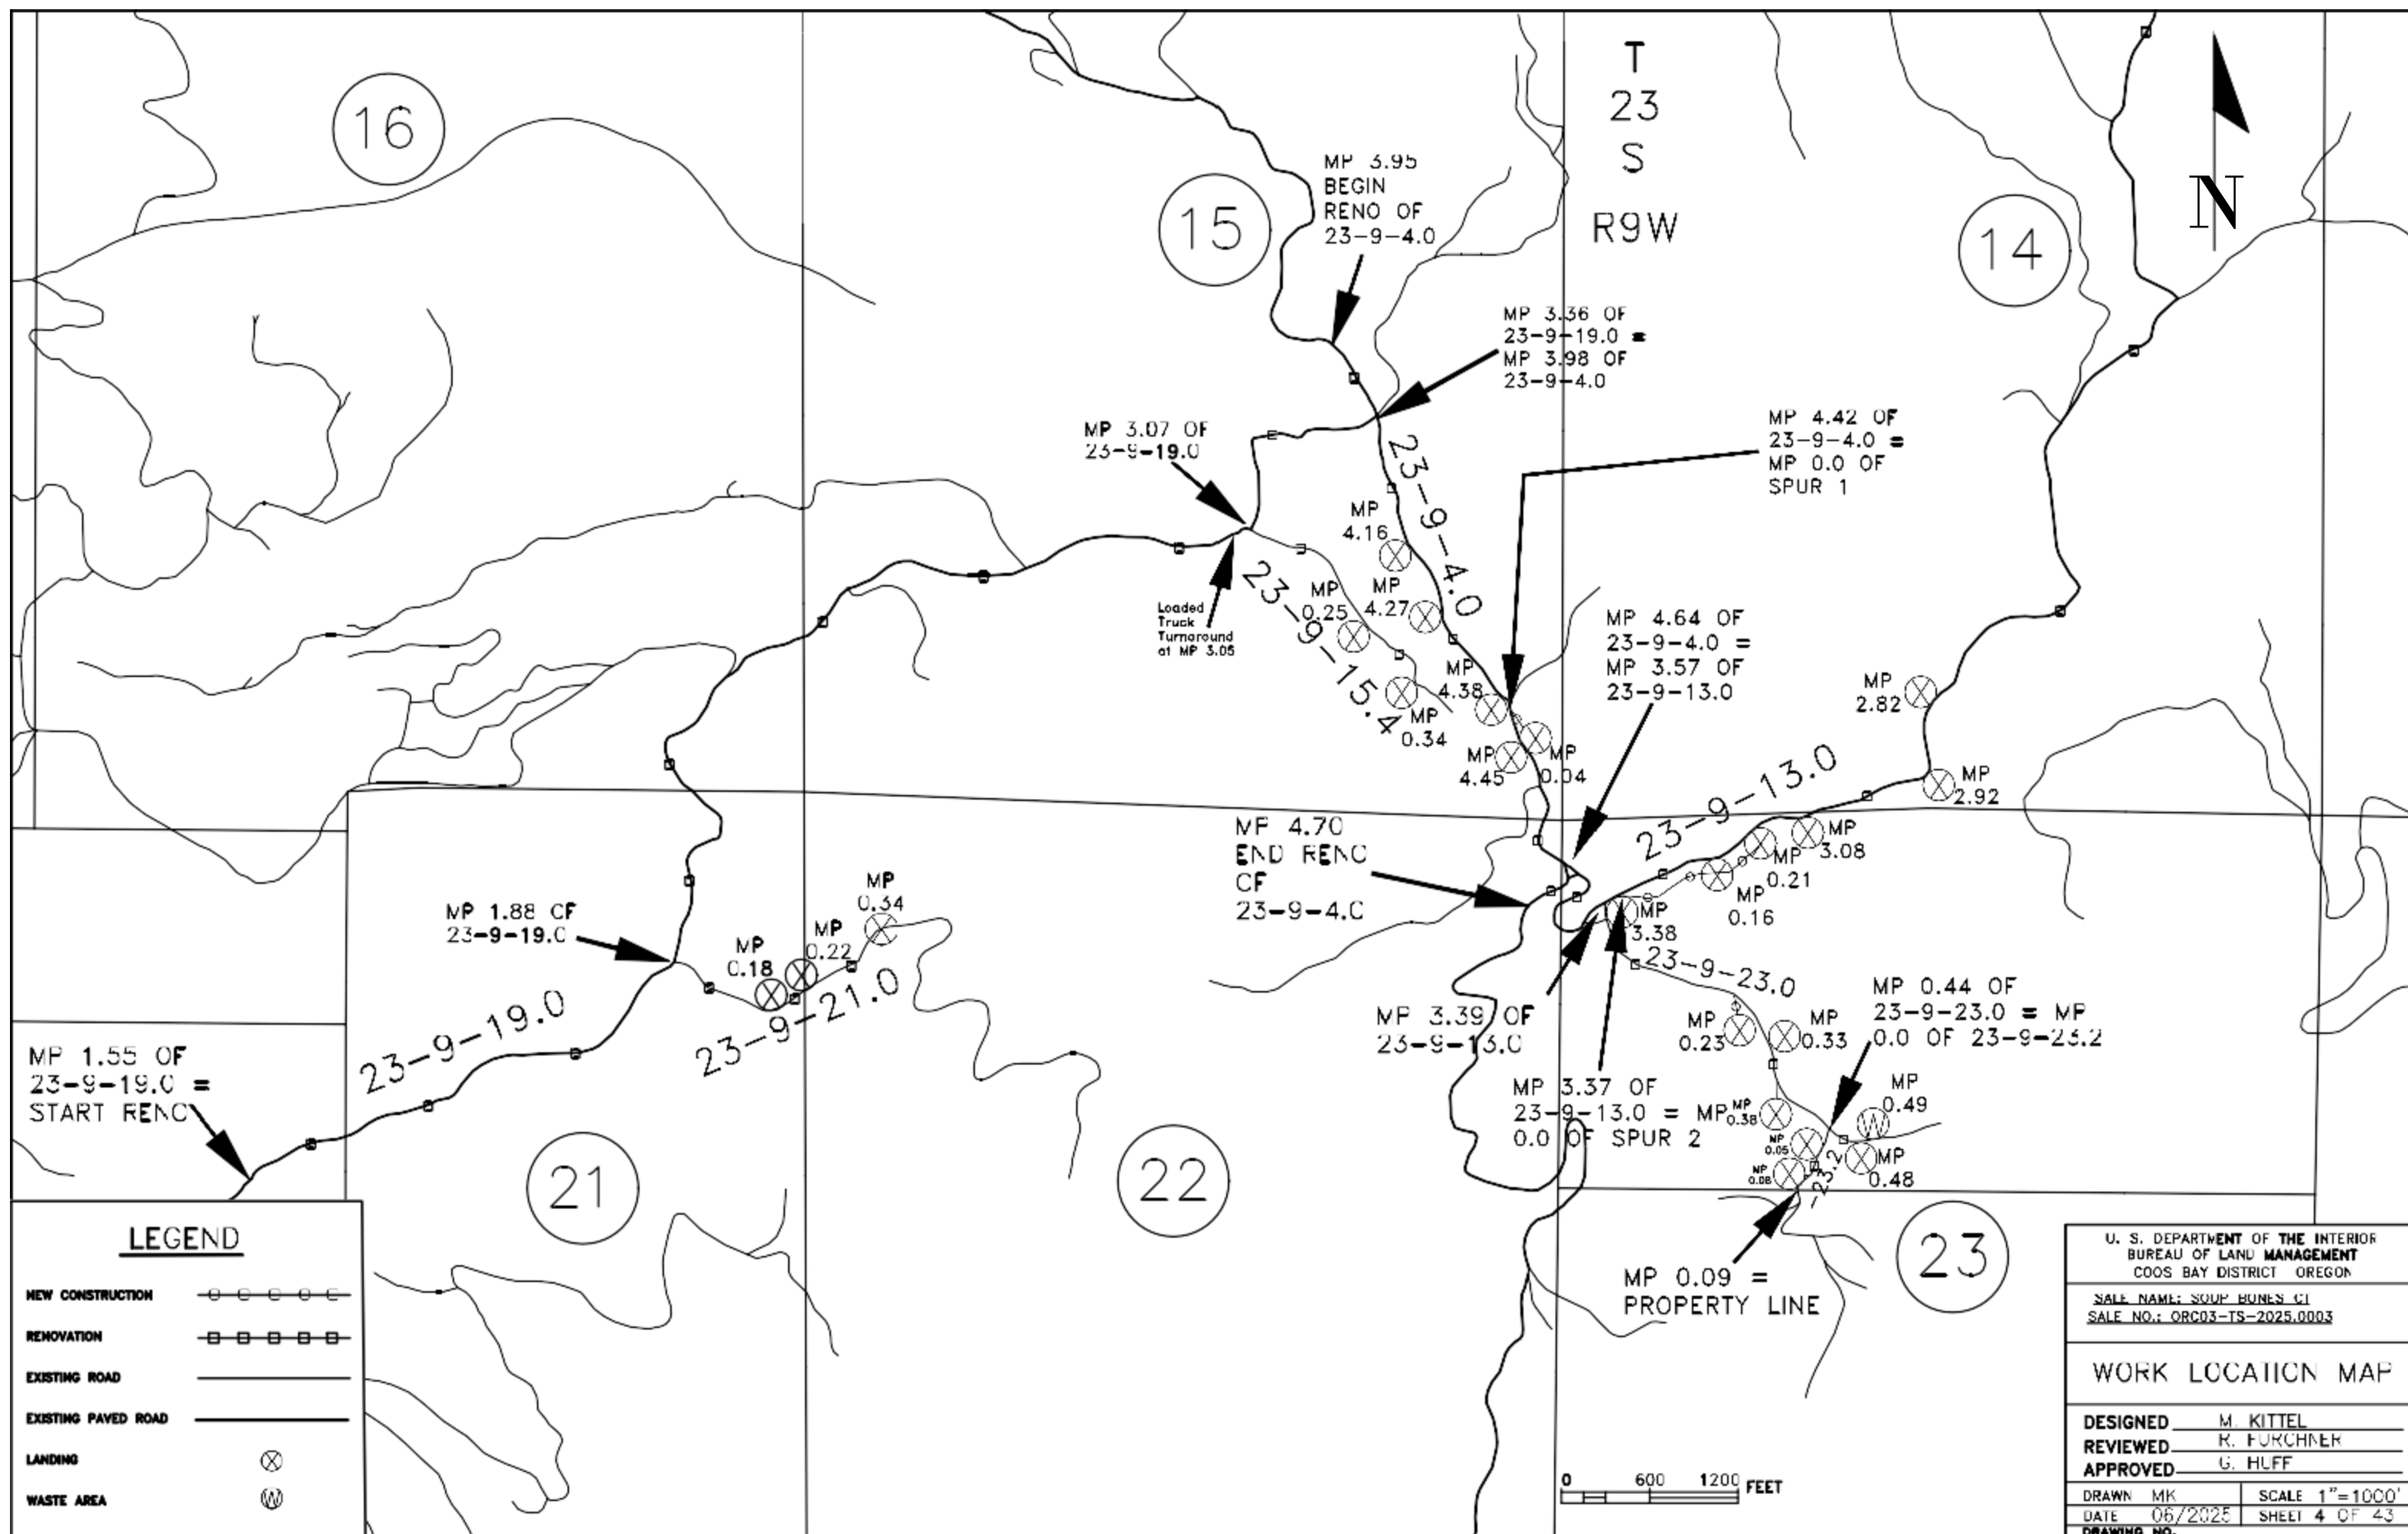 16
15
14
T
23
S
R9W
N
MP 3.95
BEGIN
RENO OF
23-9-4.0
MP 3.36 OF
23-9-19.0 =
MP 3.98 OF
23-9-4.0
MP 3.07 OF
23-9-19.0
MP 4.42 OF
23-9-4.0 =
MP 0.0 OF
SPUR 1
23-9-4.0
MP
4.16
MP
4.27
MP
0.25
Loaded
Truck
Turnaround
at MP 3.05
23-9-15.4
MP
4.38
MP
0.34
MP
4.45
MP
0.04
MP 4.64 OF
23-9-4.0 =
MP 3.57 OF
23-9-13.0
MP
2.82
MP
2.92
23-9-13.0
MP
3.08
MP
0.21
MP
0.16
MP
3.38
MP 4.70
END RENO
OF
23-9-4.0
MP 1.88 OF
23-9-19.0
MP
0.18
MP
0.22
MP
0.34
23-9-21.0
23-9-19.0
MP 1.55 OF
23-9-19.0 =
START RENO
23-9-23.0
MP 3.39 OF
23-9-13.0
MP
0.23
MP
0.33
MP 0.44 OF
23-9-23.0 = MP
0.0 OF 23-9-23.2
MP 3.37 OF
23-9-13.0 = MP
0.0 OF SPUR 2
MP
0.38
MP
0.49
MP
0.05
MP
0.08
-23.2
MP
0.48
21
22
23
MP 0.09 =
PROPERTY LINE
LEGEND
NEW CONSTRUCTION
RENOVATION
EXISTING ROAD
EXISTING PAVED ROAD
LANDING
WASTE AREA
W
W
0 600 1200 FEET
U. S. DEPARTMENT OF THE INTERIOR
BUREAU OF LAND MANAGEMENT
COOS BAY DISTRICT OREGON
SALE NAME: SOUP BONES CT
SALE NO.: ORC03-TS-2025.0003
WORK LOCATION MAP
DESIGNED M. KITTEL
REVIEWED R. FURCHNER
APPROVED G. HUFF
DRAWN MK SCALE 1"=1000'
DATE 06/2025 SHEET 4 OF 43
DRAWING NO.